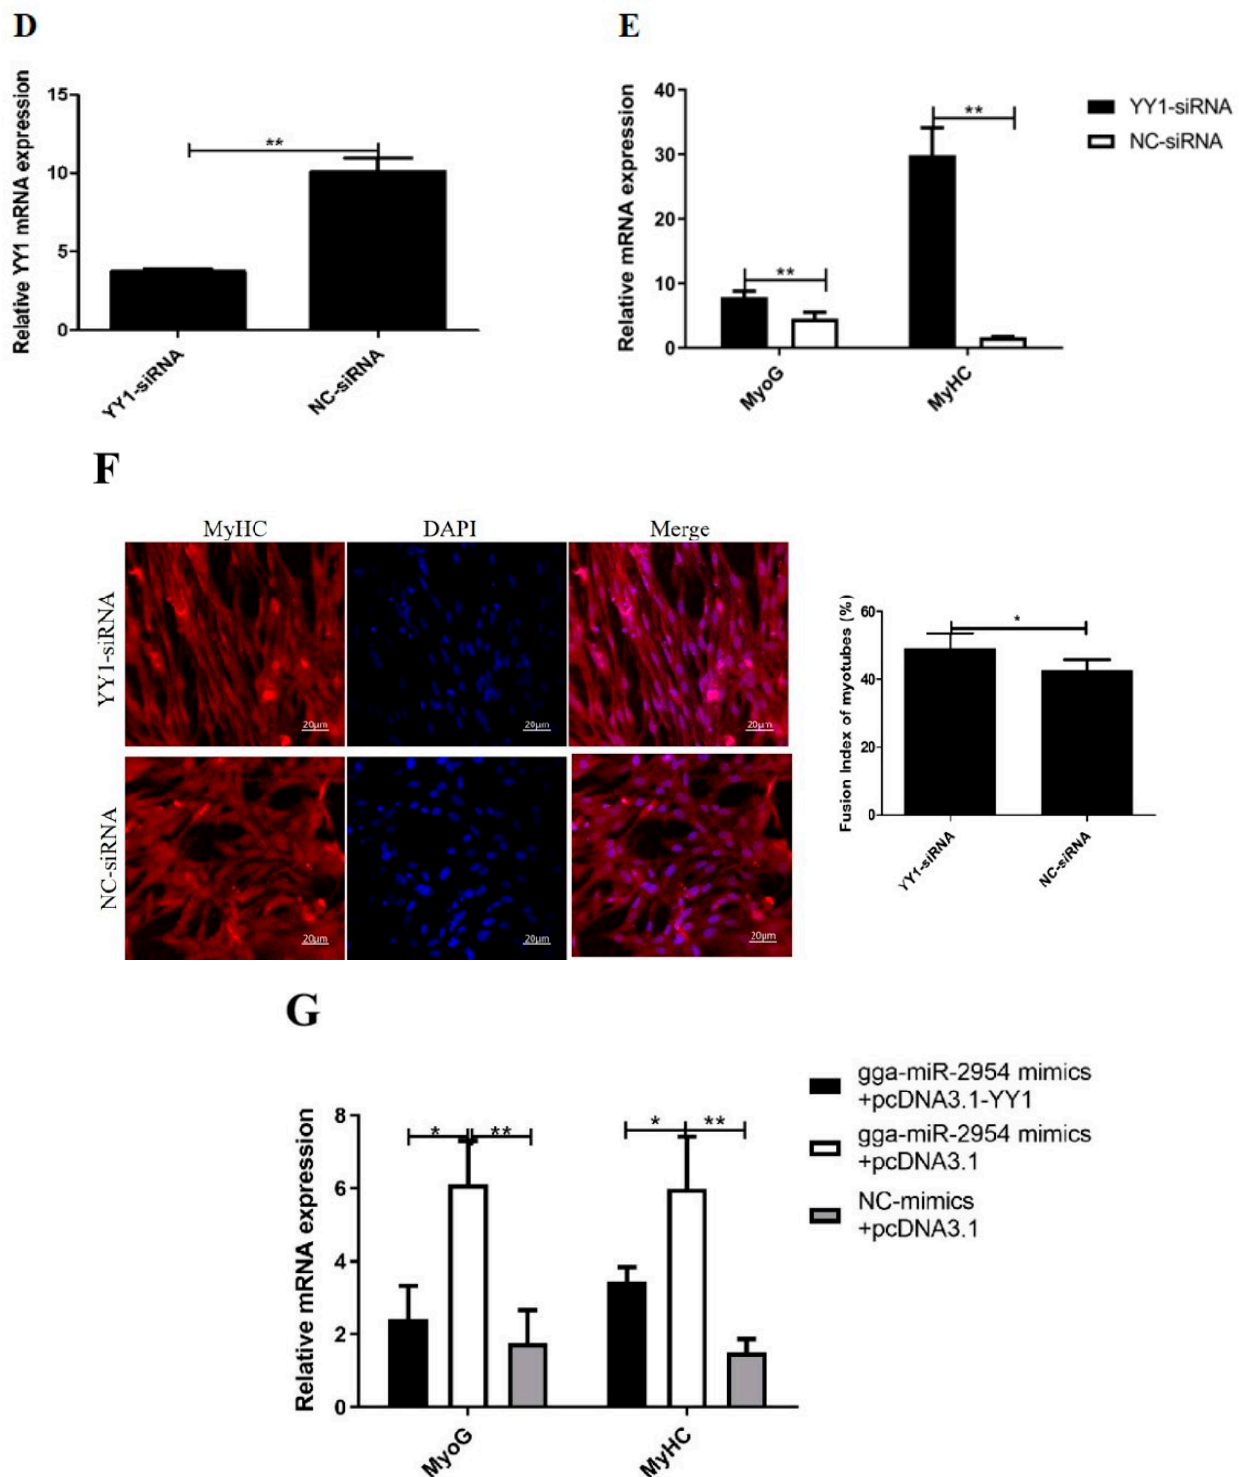 D
Relative YY1 mRNA expression
15
10
5
0
**
YY1-siRNA
NC-siRNA
E
Relative mRNA expression
40
30
20
10
0
**
**
MyoG
MyHC
YY1-siRNA
NC-siRNA
F
MyHC
DAPI
Merge
YY1-siRNA
20μm
20μm
20μm
NC-siRNA
20μm
20μm
20μm
Fusion Index of myotubes (%)
60
40
20
0
*
YY1-siRNA
NC-siRNA
G
Relative mRNA expression
8
6
4
2
0
*
**
*
**
MyoG
MyHC
gga-miR-2954 mimics
+pcDNA3.1-YY1
gga-miR-2954 mimics
+pcDNA3.1
NC-mimics
+pcDNA3.1